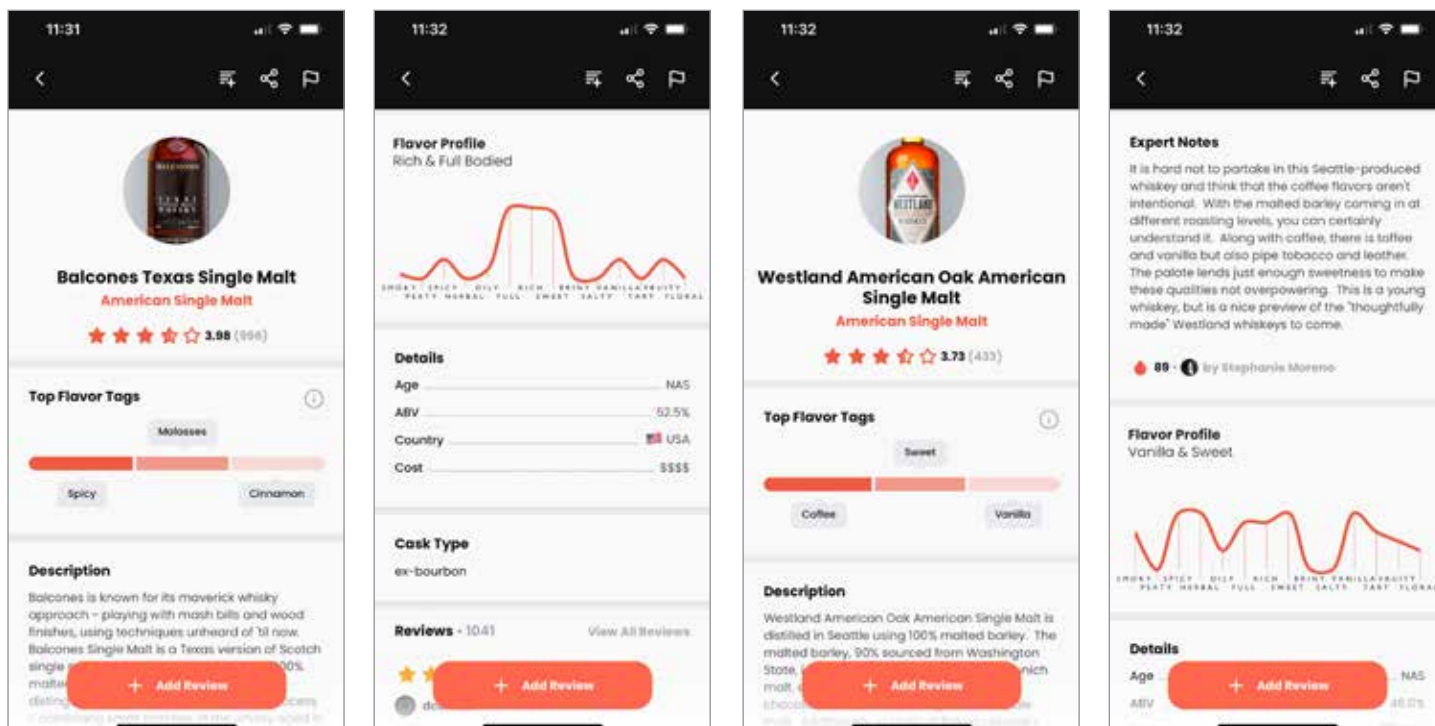 11:31
Balcones Texas Single Malt
American Single Malt
3.98 (956)
Top Flavor Tags
Molasses
Spicy
Cinnamon
Description
Balcones is known for its maverick whisky
approach – playing with mash bills and wood
finishes, using techniques unheard of 'til now.
Balcones Single Malt is a Texas version of Scotch
single
+ Add Review
11:32
Flavor Profile
Rich & Full Bodied
SMOKY SPICY OILY RICH BRINY VANILLA FRUITY
PEATY HERBAL FULL SWEET SALTY TART FLORAL
Details
Age NAS
ABV 52.5%
Country USA
Cost $$$$
Cask Type
ex-bourbon
Reviews - 1041 View All Reviews
+ Add Review
11:32
WESTLAND
Westland American Oak American
Single Malt
American Single Malt
3.73 (433)
Top Flavor Tags
Sweet
Coffee
Vanilla
Description
Westland American Oak American Single Malt is
distilled in Seattle using 100% malted barley. The
malted barley, 90% sourced from Washington
State,
malt,
+ Add Review
11:32
Expert Notes
It is hard not to partake in this Seattle-produced
whiskey and think that the coffee flavors aren't
intentional. With the malted barley coming in at
different roasting levels, you can certainly
understand it. Along with coffee, there is toffee
and vanilla but also pipe tobacco and leather.
The palate lends just enough sweetness to make
these qualities not overpowering. This is a young
whiskey, but is a nice preview of the "thoughtfully
made" Westland whiskeys to come.
89 - by Stephanie Moreno
Flavor Profile
Vanilla & Sweet
SMOKY SPICY OILY RICH BRINY VANILLA FRUITY
PEATY HERBAL FULL SWEET SALTY TART FLORAL
Details
Age NAS
ABV
+ Add Review